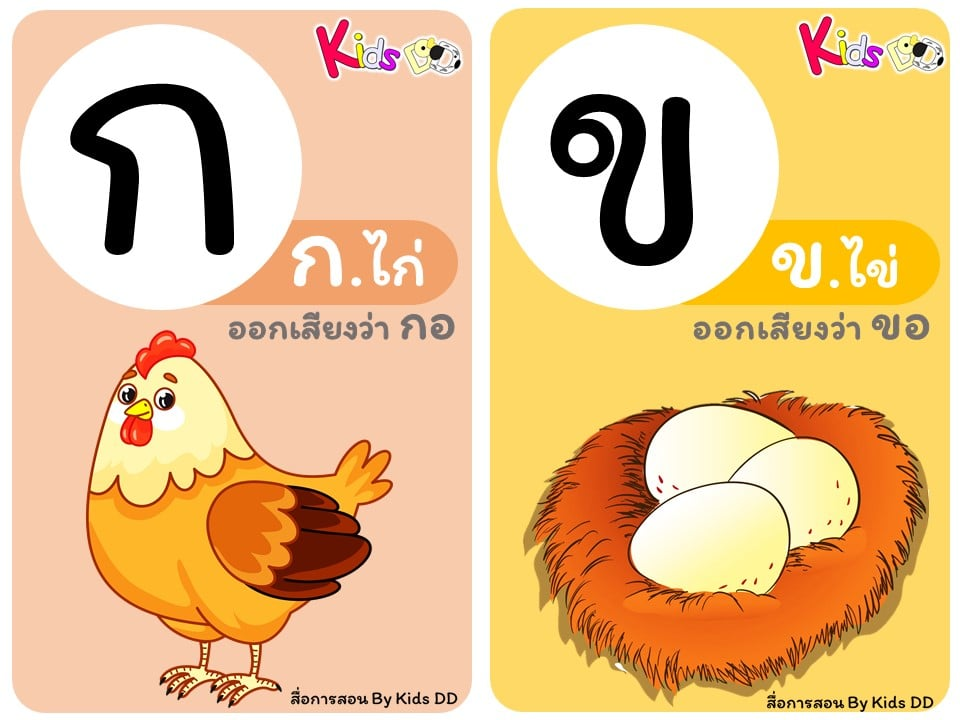 Kids DD
ก
ก.ไก่
ออกเสียงว่า กอ
สื่อการสอน By Kids DD
Kids DD
ข
ข.ไข่
ออกเสียงว่า ขอ
สื่อการสอน By Kids DD